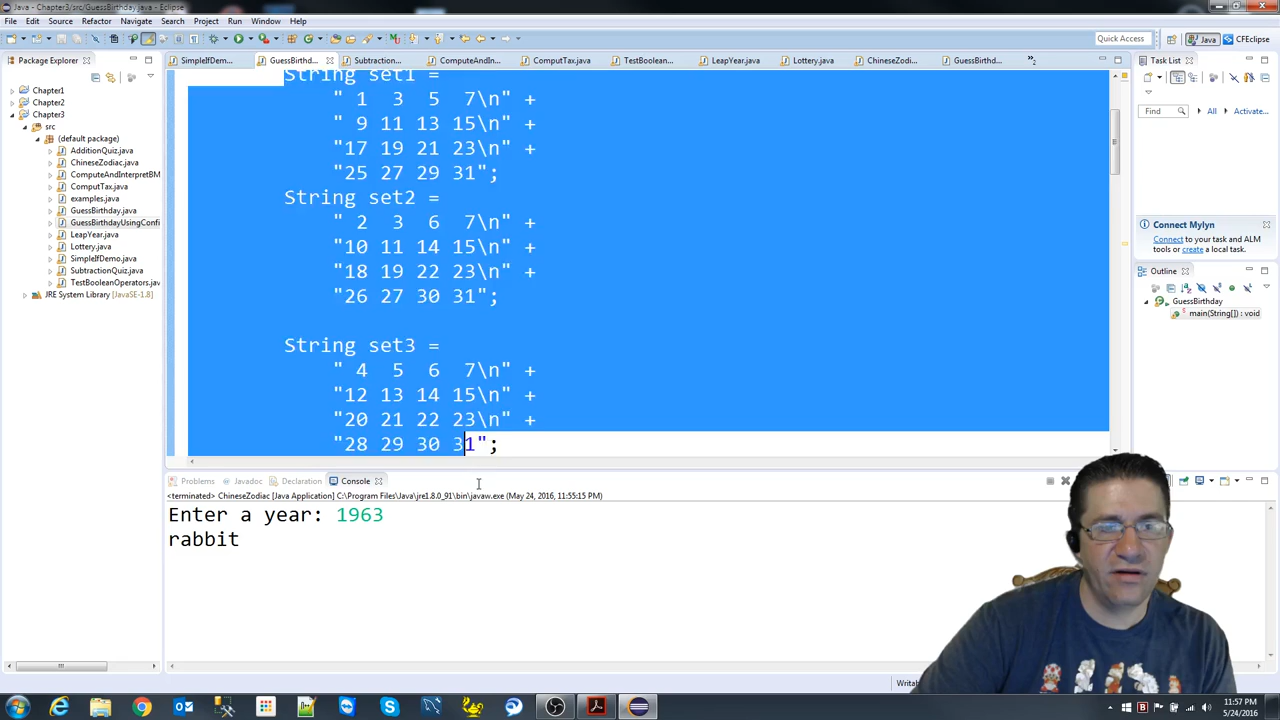 Java - Chapter3/src/GuessBirthday.java - Eclipse
File Edit Source Refactor Navigate Search Project Run Window Help
Quick Access
Java
CFEclipse
Package Explorer
SimpleIfDem...
GuessBirthd...
Subtraction...
ComputeAndIn...
ComputTax.java
TestBoolean...
LeapYear.java
Lottery.java
ChineseZodi...
GuessBirthd...
Task List
Chapter1
Chapter2
Chapter3
src
(default package)
AdditionQuiz.java
ChineseZodiac.java
ComputeAndInterpretBM
ComputTax.java
examples.java
GuessBirthday.java
GuessBirthdayUsingConfi
LeapYear.java
Lottery.java
SimpleIfDemo.java
SubtractionQuiz.java
TestBooleanOperators.jav
JRE System Library [JavaSE-1.8]
String set1 =
" 1  3  5  7\n" +
" 9 11 13 15\n" +
"17 19 21 23\n" +
"25 27 29 31";
String set2 =
" 2  3  6  7\n" +
"10 11 14 15\n" +
"18 19 22 23\n" +
"26 27 30 31";
String set3 =
" 4  5  6  7\n" +
"12 13 14 15\n" +
"20 21 22 23\n" +
"28 29 30 31";
Find
All
Activate...
Connect Mylyn
Connect to your task and ALM
tools or create a local task.
Outline
GuessBirthday
main(String[]) : void
Problems
Javadoc
Declaration
Console
<terminated> ChineseZodiac [Java Application] C:\Program Files\Java\jre1.8.0_91\bin\javaw.exe (May 24, 2016, 11:55:15 PM)
Enter a year: 1963
rabbit
11:57 PM
5/24/2016